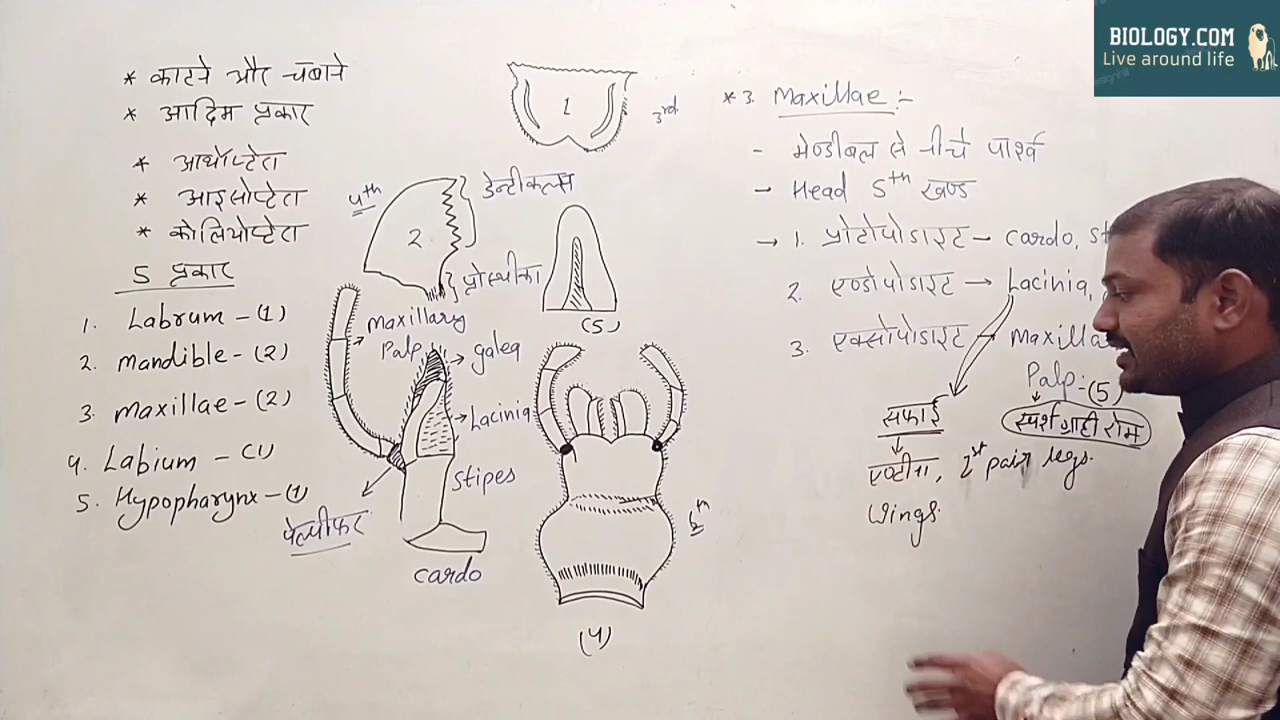 BIOLOGY.COM
Live around life
* काटने और चबाने
* आदिम प्रकार
* आर्थोप्टेरा
* आइसोप्टेरा
* कोलियोप्टेरा
5 प्रकार
1. Labrum - (1)
2. mandible - (2)
3. maxillae - (2)
4. Labium - (1)
5. Hypopharynx - (1)
1
3rd
4th
2
डेन्टीकल्स
प्रोस्थीका
(5)
maxillary
Palp
galea
Lacinia
Stipes
पैल्पीफर
cardo
(4)
* 3. Maxillae :-
- मेण्डीबल से नीचे पार्श्व
- Head 5th खण्ड
→ 1. प्रोटोपोडाइट - cardo, st
2. एण्डोपोडाइट → Lacinia,
3. एक्सोपोडाइट → Maxilla
Palp - (5)
सफाई
स्पर्श ग्राही रोम
एण्टीना, 1st pair legs.
wings.